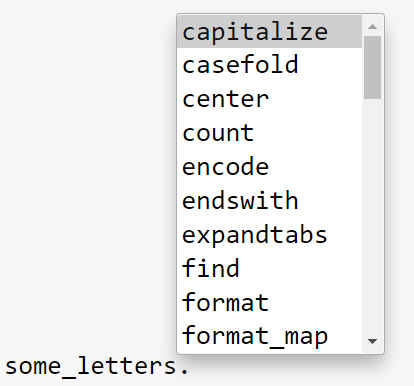 capitalize
casefold
center
count
encode
endswith
expandtabs
find
format
format_map
some_letters.